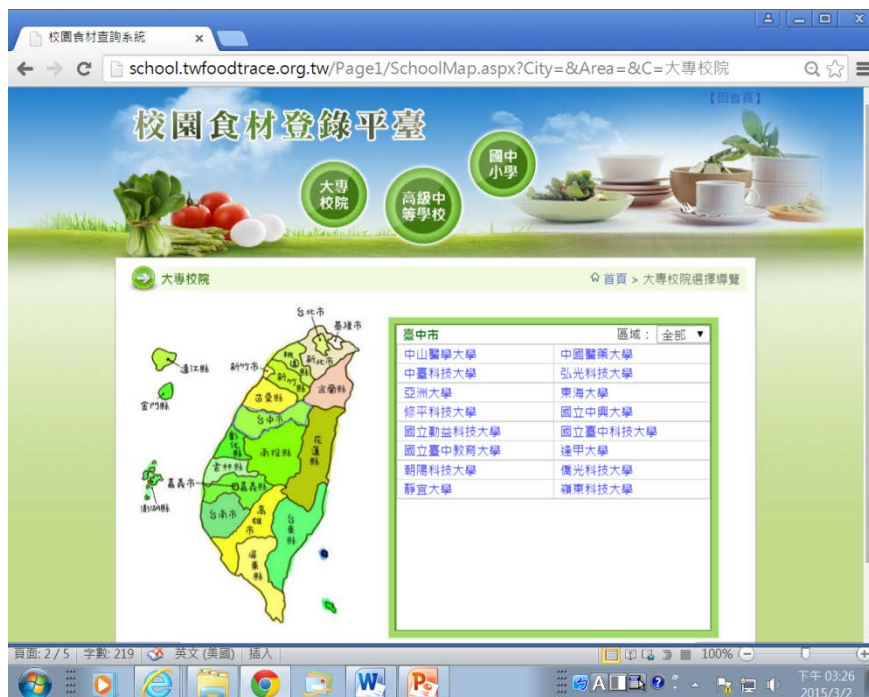 校園食材查詢系統
school.twfoodtrace.org.tw/Page1/SchoolMap.aspx?City=&Area=&C=大專校院
【回首頁】
校園食材登錄平臺
國中
小學
大專
校院
高級中
等學校
大專校院
首頁 > 大專校院選擇導覽
台北市
基隆市
桃園縣
新北市
連江縣
新竹市
新竹縣
宜蘭縣
苗栗縣
金門縣
台中市
彰化縣
花蓮縣
南投縣
雲林縣
嘉義市
嘉義縣
澎湖縣
台南市
高雄市
台東縣
屏東縣
臺中市 區域： 全部
中山醫學大學 中國醫藥大學
中臺科技大學 弘光科技大學
亞洲大學 東海大學
修平科技大學 國立中興大學
國立勤益科技大學 國立臺中科技大學
國立臺中教育大學 逢甲大學
朝陽科技大學 僑光科技大學
靜宜大學 嶺東科技大學
頁面: 2 / 5 字數: 219 英文 (美國) 插入 100%
下午 03:26
2015/3/2